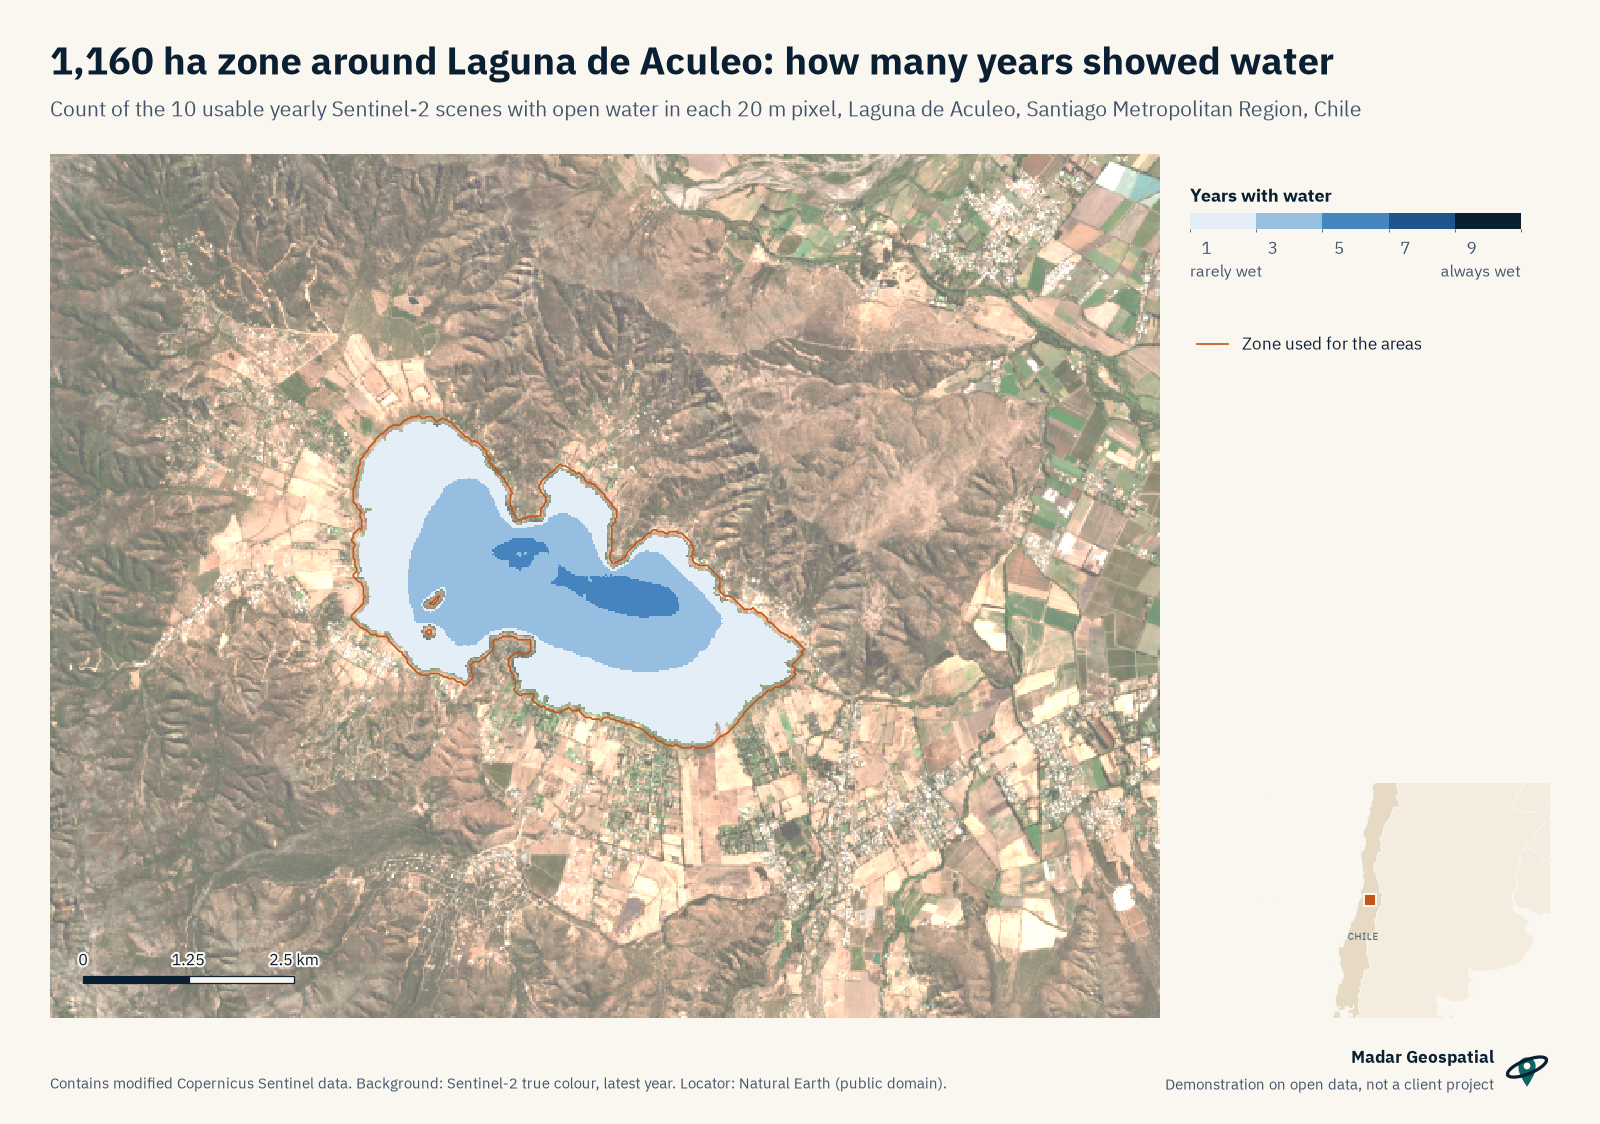 1,160 ha zone around Laguna de Aculeo: how many years showed water
Count of the 10 usable yearly Sentinel-2 scenes with open water in each 20 m pixel, Laguna de Aculeo, Santiago Metropolitan Region, Chile
Years with water
1 3 5 7 9
rarely wet always wet
Zone used for the areas
CHILE
0 1.25 2.5 km
Madar Geospatial
Contains modified Copernicus Sentinel data. Background: Sentinel-2 true colour, latest year. Locator: Natural Earth (public domain).
Demonstration on open data, not a client project